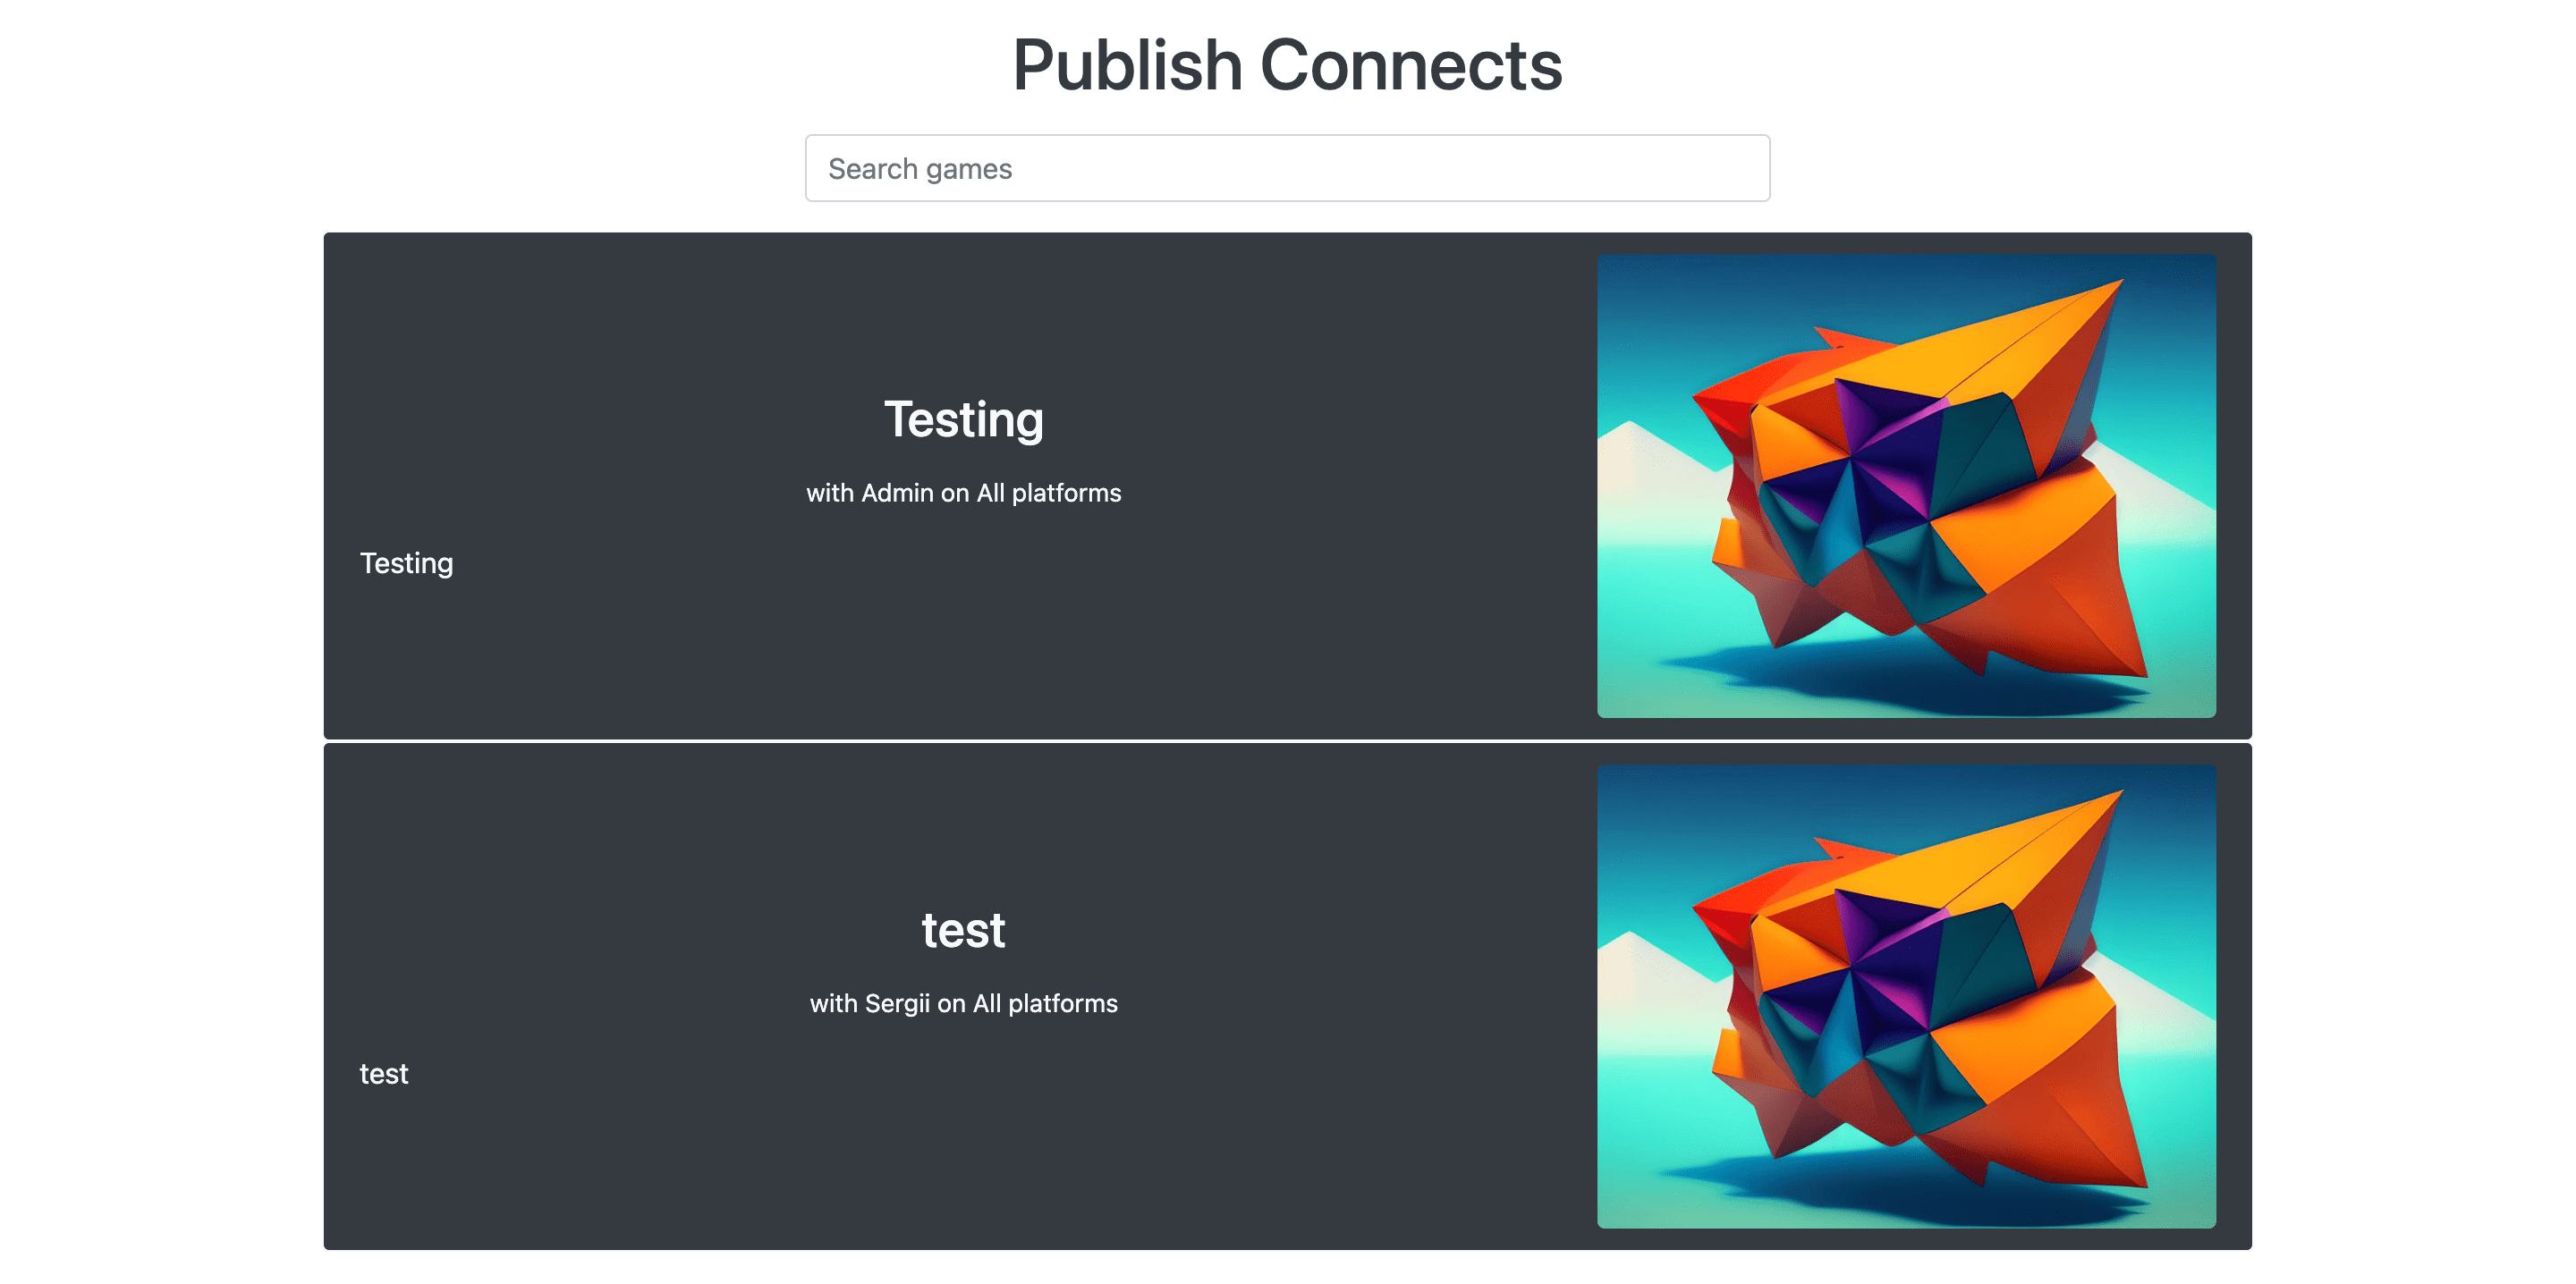 Publish Connects
Search games
Testing
with Admin on All platforms
Testing
test
with Sergii on All platforms
test